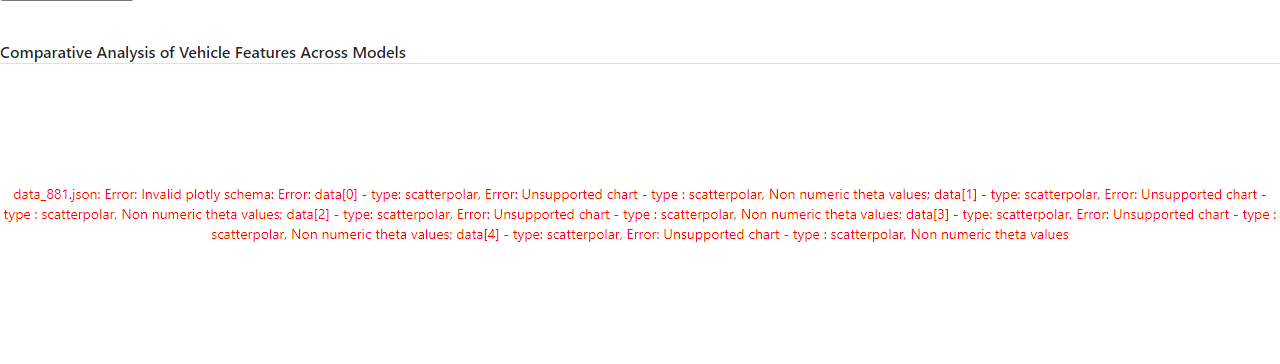 Comparative Analysis of Vehicle Features Across Models
data_881.json: Error: Invalid plotly schema: Error: data[0] - type: scatterpolar, Error: Unsupported chart - type : scatterpolar, Non numeric theta values; data[1] - type: scatterpolar, Error: Unsupported chart -
type : scatterpolar, Non numeric theta values; data[2] - type: scatterpolar, Error: Unsupported chart - type : scatterpolar, Non numeric theta values; data[3] - type: scatterpolar, Error: Unsupported chart - type :
scatterpolar, Non numeric theta values; data[4] - type: scatterpolar, Error: Unsupported chart - type : scatterpolar, Non numeric theta values